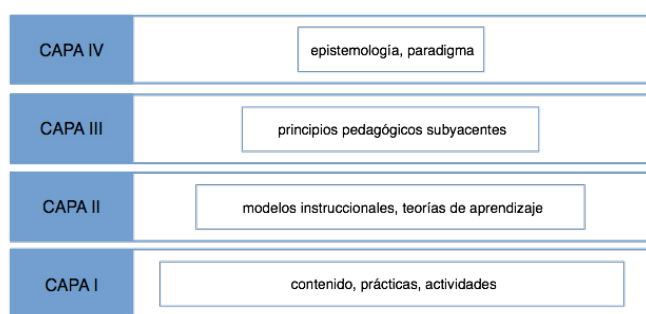 CAPA IV
epistemología, paradigma
CAPA III
principios pedagógicos subyacentes
CAPA II
modelos instruccionales, teorías de aprendizaje
CAPA I
contenido, prácticas, actividades